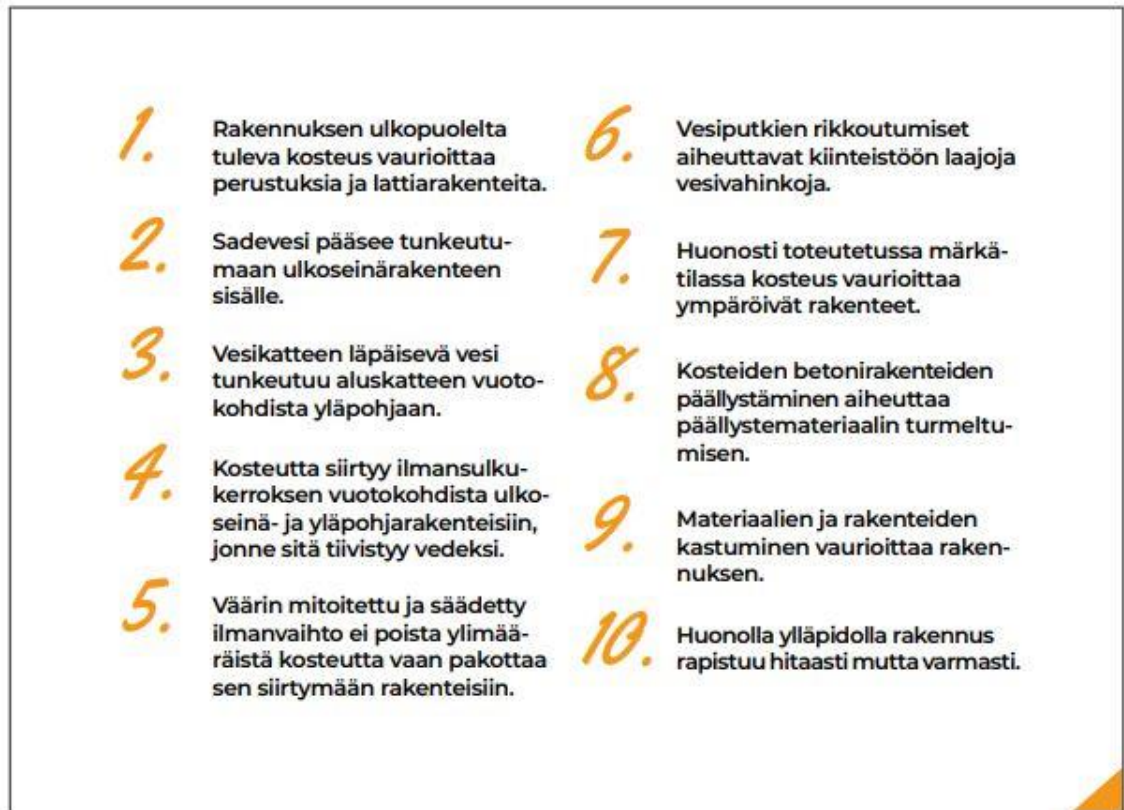 1.
Rakennuksen ulkopuolelta
tuleva kosteus vaurioittaa
perustuksia ja lattiarakenteita.
2.
Sadevesi pääsee tunkeutu-
maan ulkoseinärakenteen
sisälle.
3.
Vesikatteen läpäisevä vesi
tunkeutuu aluskatteen vuoto-
kohdista yläpohjaan.
4.
Kosteutta siirtyy ilmansulku-
kerroksen vuotokohdista ulko-
seinä- ja yläpohjarakenteisiin,
jonne sitä tiivistyy vedeksi.
5.
Väärin mitoitettu ja säädetty
ilmanvaihto ei poista ylimää-
räistä kosteutta vaan pakottaa
sen siirtymään rakenteisiin.
6.
Vesiputkien rikkoutumiset
aiheuttavat kiinteistöön laajoja
vesivahinkoja.
7.
Huonosti toteutetussa märkä-
tilassa kosteus vaurioittaa
ympäröivät rakenteet.
8.
Kosteiden betonirakenteiden
päällystäminen aiheuttaa
päällystemateriaalin turmeltu-
misen.
9.
Materiaalien ja rakenteiden
kastuminen vaurioittaa raken-
nuksen.
10.
Huonolla ylläpidolla rakennus
rapistuu hitaasti mutta varmasti.